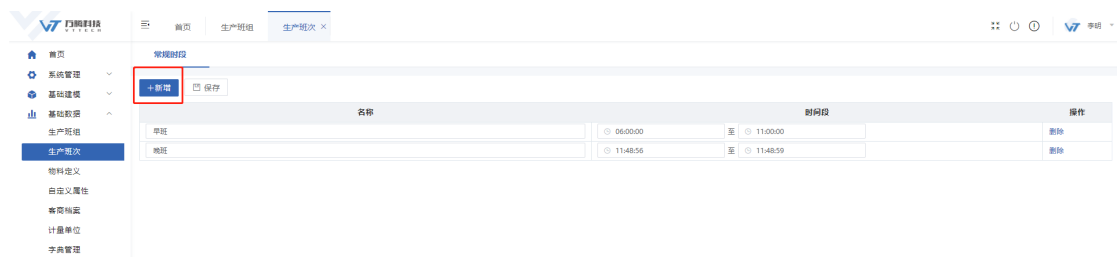 万腾科技
VITECH
首页
生产班组
生产班次 ×
李明
首页
系统管理
基础建模
基础数据
生产班组
生产班次
物料定义
自定义属性
客商档案
计量单位
字典管理
常规时段
+新增
保存
名称 时间段 操作
早班 06:00:00 至 11:00:00 删除
晚班 11:48:56 至 11:48:59 删除